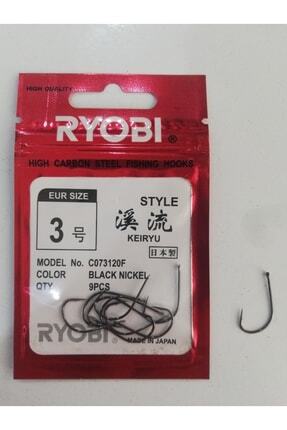 HIGH QUALITY
RYOBI®
HIGH CARBON STEEL FISHING HOOKS
EUR SIZE
3号
STYLE
溪流
KEIRYU
日本製
MODEL No. C073120F
COLOR BLACK NICKEL
QTY 9PCS
RYOBI
MADE IN JAPAN